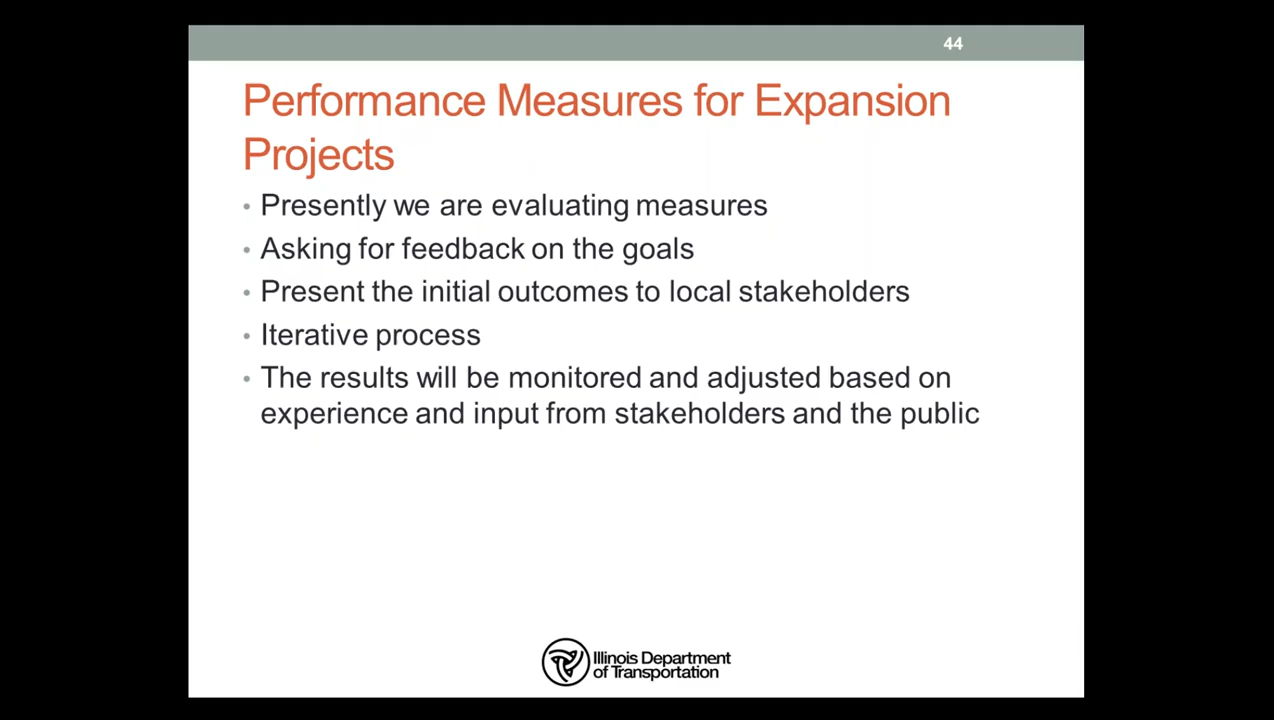 44
Performance Measures for Expansion
Projects
• Presently we are evaluating measures
• Asking for feedback on the goals
• Present the initial outcomes to local stakeholders
• Iterative process
• The results will be monitored and adjusted based on
experience and input from stakeholders and the public
Illinois Department
of Transportation